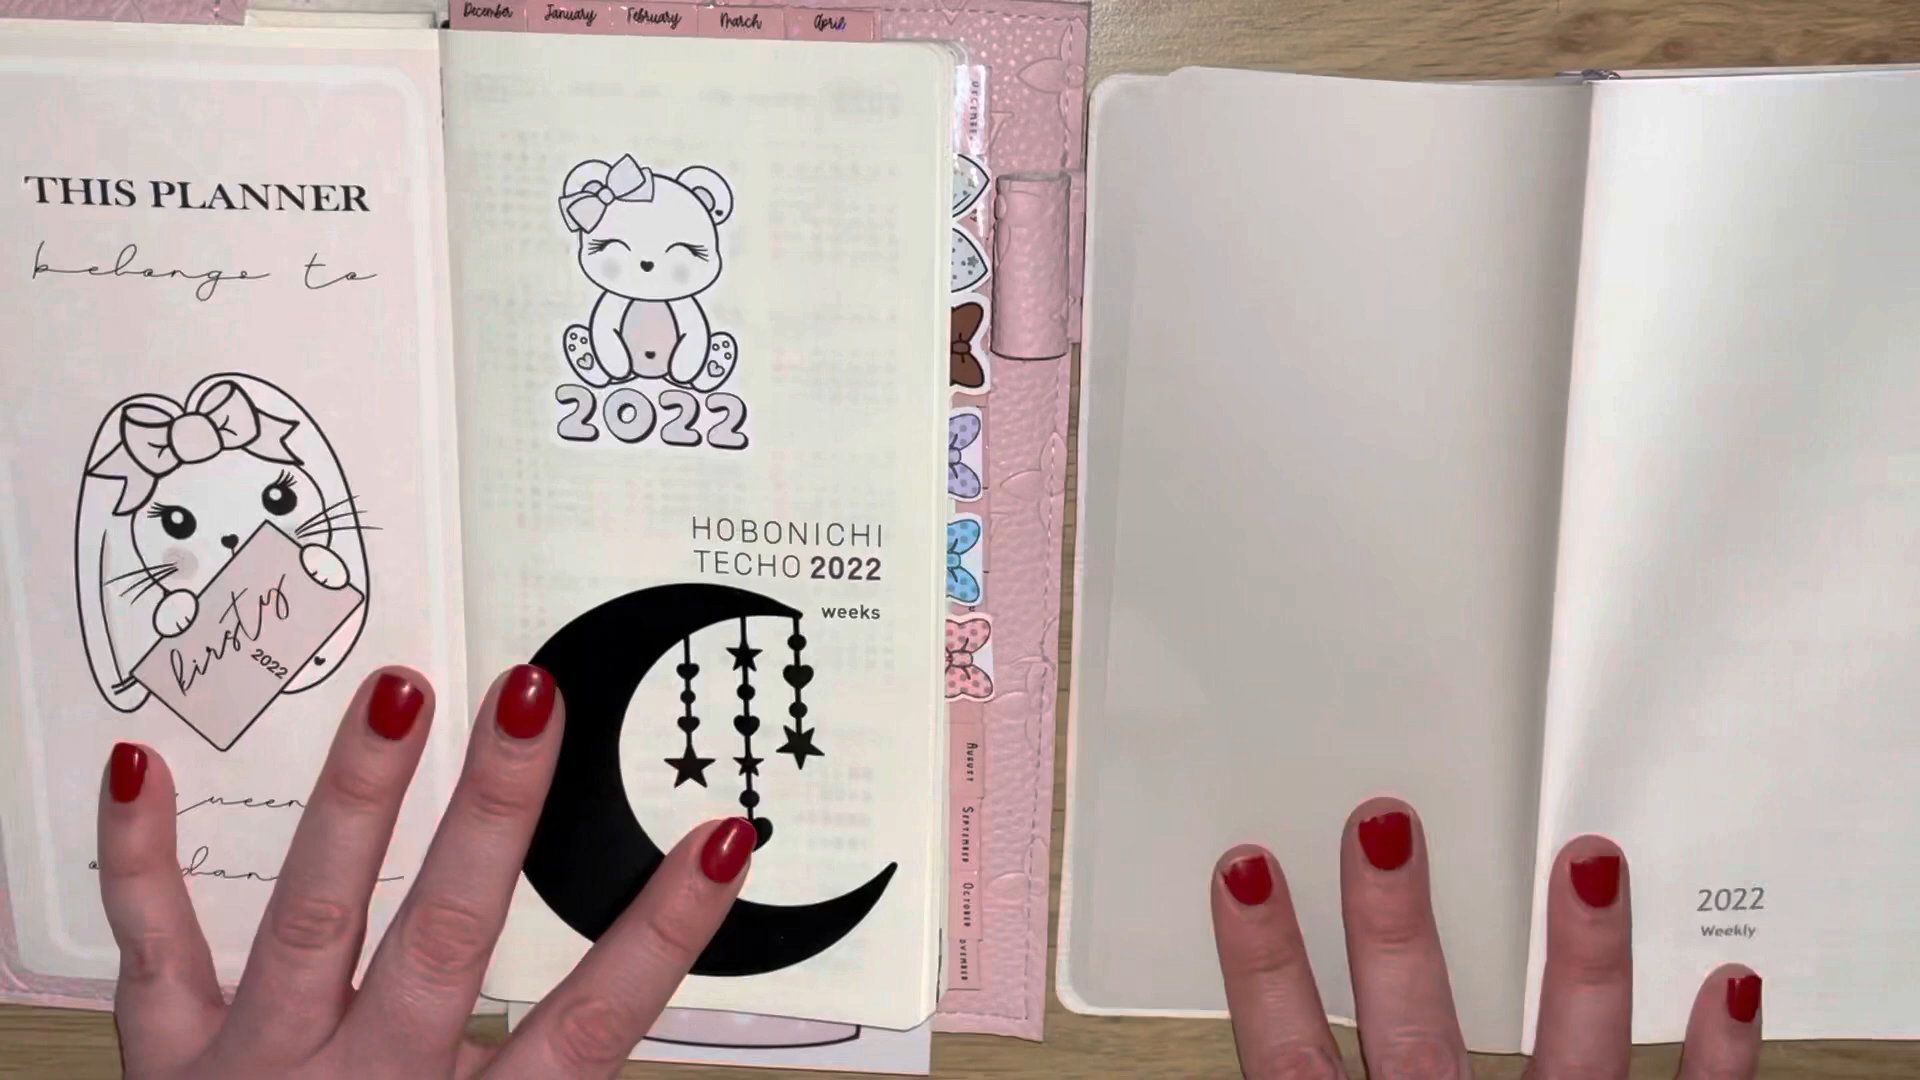 December January February March April
THIS PLANNER
belongs to
kirsty
2022
2022
HOBONICHI
TECHO 2022
weeks
August
September
October
2022
Weekly